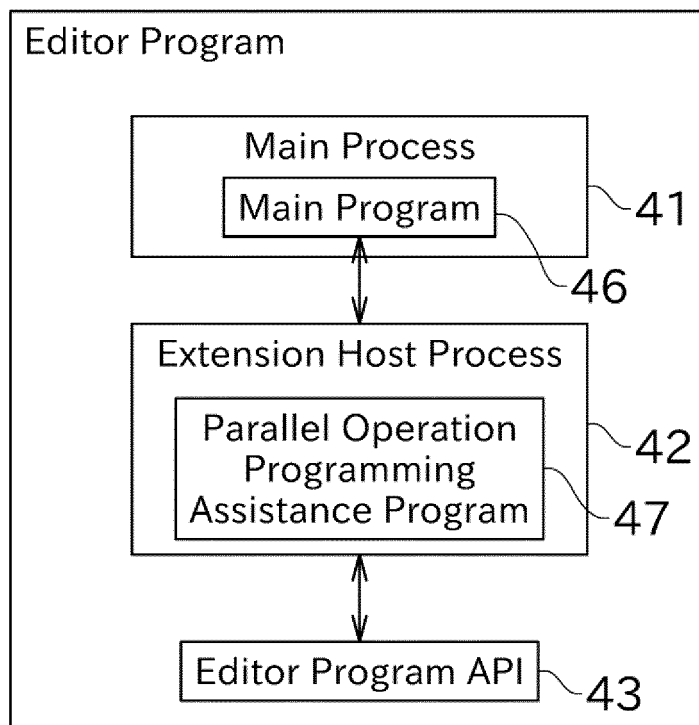 Editor Program
Main Process
Main Program
41
46
Extension Host Process
Parallel Operation
Programming
Assistance Program
42
47
Editor Program API
43